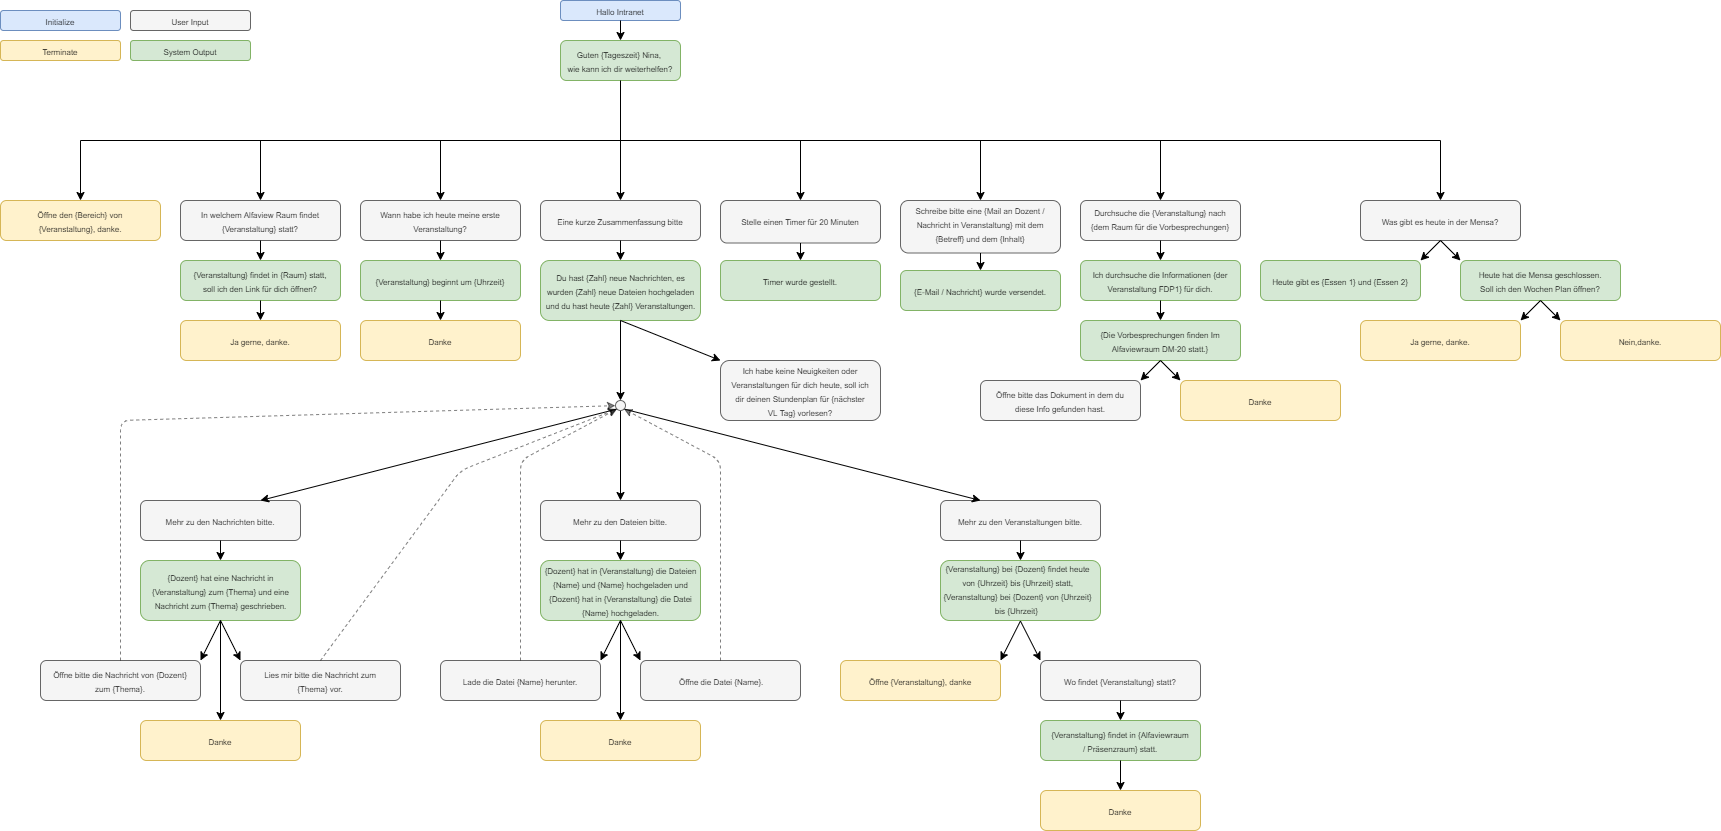 Initialize
User Input
Terminate
System Output
Hallo Intranet
Guten {Tageszeit} Nina,
wie kann ich dir weiterhelfen?
Öffne den {Bereich} von
{Veranstaltung}, danke.
In welchem Alfaview Raum findet
{Veranstaltung} statt?
Wann habe ich heute meine erste
Veranstaltung?
Eine kurze Zusammenfassung bitte
Stelle einen Timer für 20 Minuten
Schreibe bitte eine {Mail an Dozent /
Nachricht in Veranstaltung} mit dem
{Betreff} und dem {Inhalt}
Durchsuche die {Veranstaltung} nach
{dem Raum für die Vorbesprechungen}
Was gibt es heute in der Mensa?
{Veranstaltung} findet in {Raum} statt,
soll ich den Link für dich öffnen?
{Veranstaltung} beginnt um {Uhrzeit}
Du hast {Zahl} neue Nachrichten, es
wurden {Zahl} neue Dateien hochgeladen
und du hast heute {Zahl} Veranstaltungen.
Timer wurde gestellt.
{E-Mail / Nachricht} wurde versendet.
Ich durchsuche die Informationen {der
Veranstaltung FDP1} für dich.
Heute gibt es {Essen 1} und {Essen 2}
Heute hat die Mensa geschlossen.
Soll ich den Wochen Plan öffnen?
Ja gerne, danke.
Danke
{Die Vorbesprechungen finden Im
Alfaviewraum DM-20 statt.}
Ja gerne, danke.
Nein,danke.
Ich habe keine Neuigkeiten oder
Veranstaltungen für dich heute, soll ich
dir deinen Stundenplan für {nächster
VL Tag} vorlesen?
Öffne bitte das Dokument in dem du
diese Info gefunden hast.
Danke
Mehr zu den Nachrichten bitte.
Mehr zu den Dateien bitte.
Mehr zu den Veranstaltungen bitte.
{Dozent} hat eine Nachricht in
{Veranstaltung} zum {Thema} und eine
Nachricht zum {Thema} geschrieben.
{Dozent} hat in {Veranstaltung} die Dateien
{Name} und {Name} hochgeladen und
{Dozent} hat in {Veranstaltung} die Datei
{Name} hochgeladen.
{Veranstaltung} bei {Dozent} findet heute
von {Uhrzeit} bis {Uhrzeit} statt,
{Veranstaltung} bei {Dozent} von {Uhrzeit}
bis {Uhrzeit}
Öffne bitte die Nachricht von {Dozent}
zum {Thema}.
Lies mir bitte die Nachricht zum
{Thema} vor.
Lade die Datei {Name} herunter.
Öffne die Datei {Name}.
Öffne {Veranstaltung}, danke
Wo findet {Veranstaltung} statt?
Danke
Danke
{Veranstaltung} findet in {Alfaviewraum
/ Präsenzraum} statt.
Danke